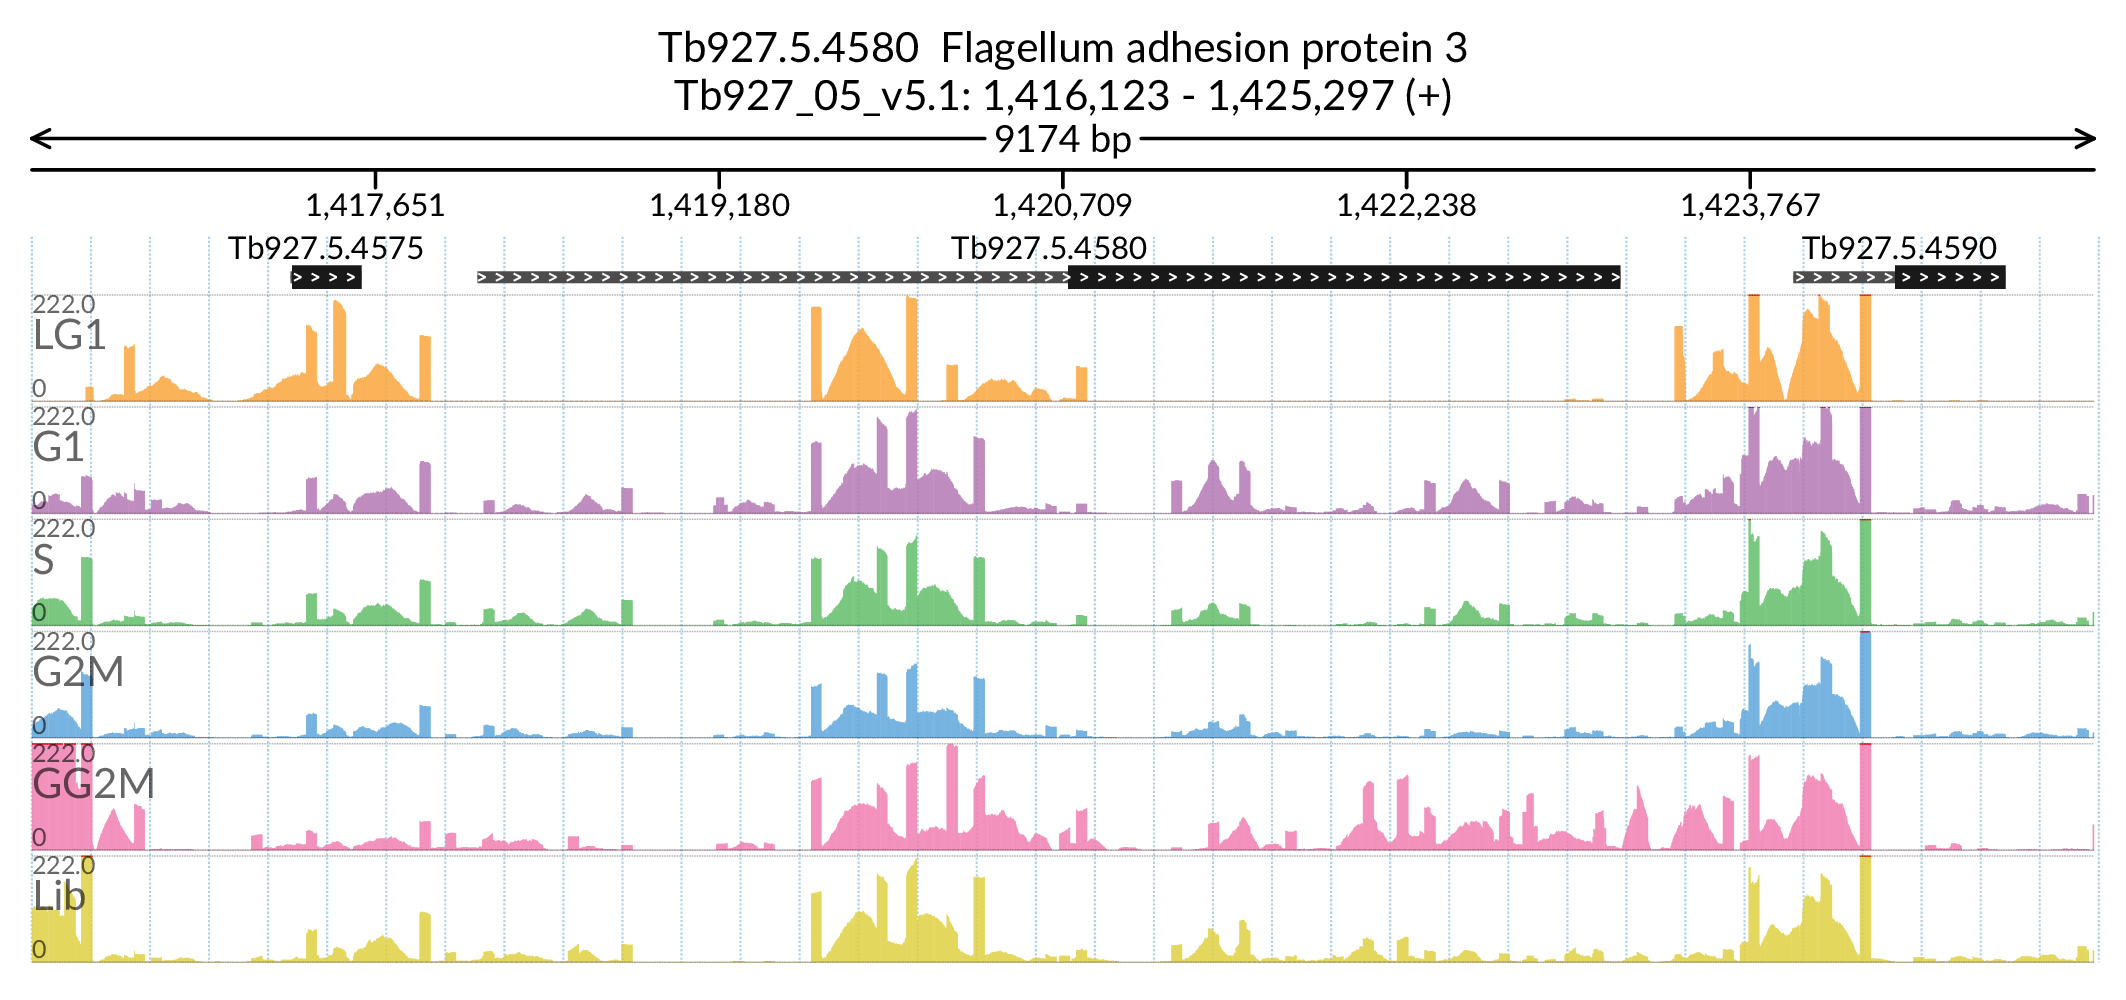 Tb927.5.4580 Flagellum adhesion protein 3
Tb927_05_v5.1: 1,416,123 - 1,425,297 (+)
9174 bp
1,417,651 1,419,180 1,420,709 1,422,238 1,423,767
Tb927.5.4575 Tb927.5.4580 Tb927.5.4590
222.0
LG1
0
222.0
G1
0
222.0
S
0
222.0
G2M
0
222.0
GG2M
0
222.0
Lib
0